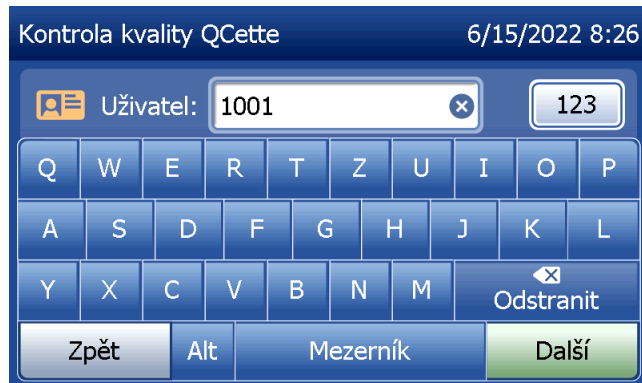 Kontrola kvality QCette 6/15/2022 8:26
Uživatel: 1001 123
Q W E R T Z U I O P
A S D F G H J K L
Y X C V B N M Odstranit
Zpět Alt Mezerník Další